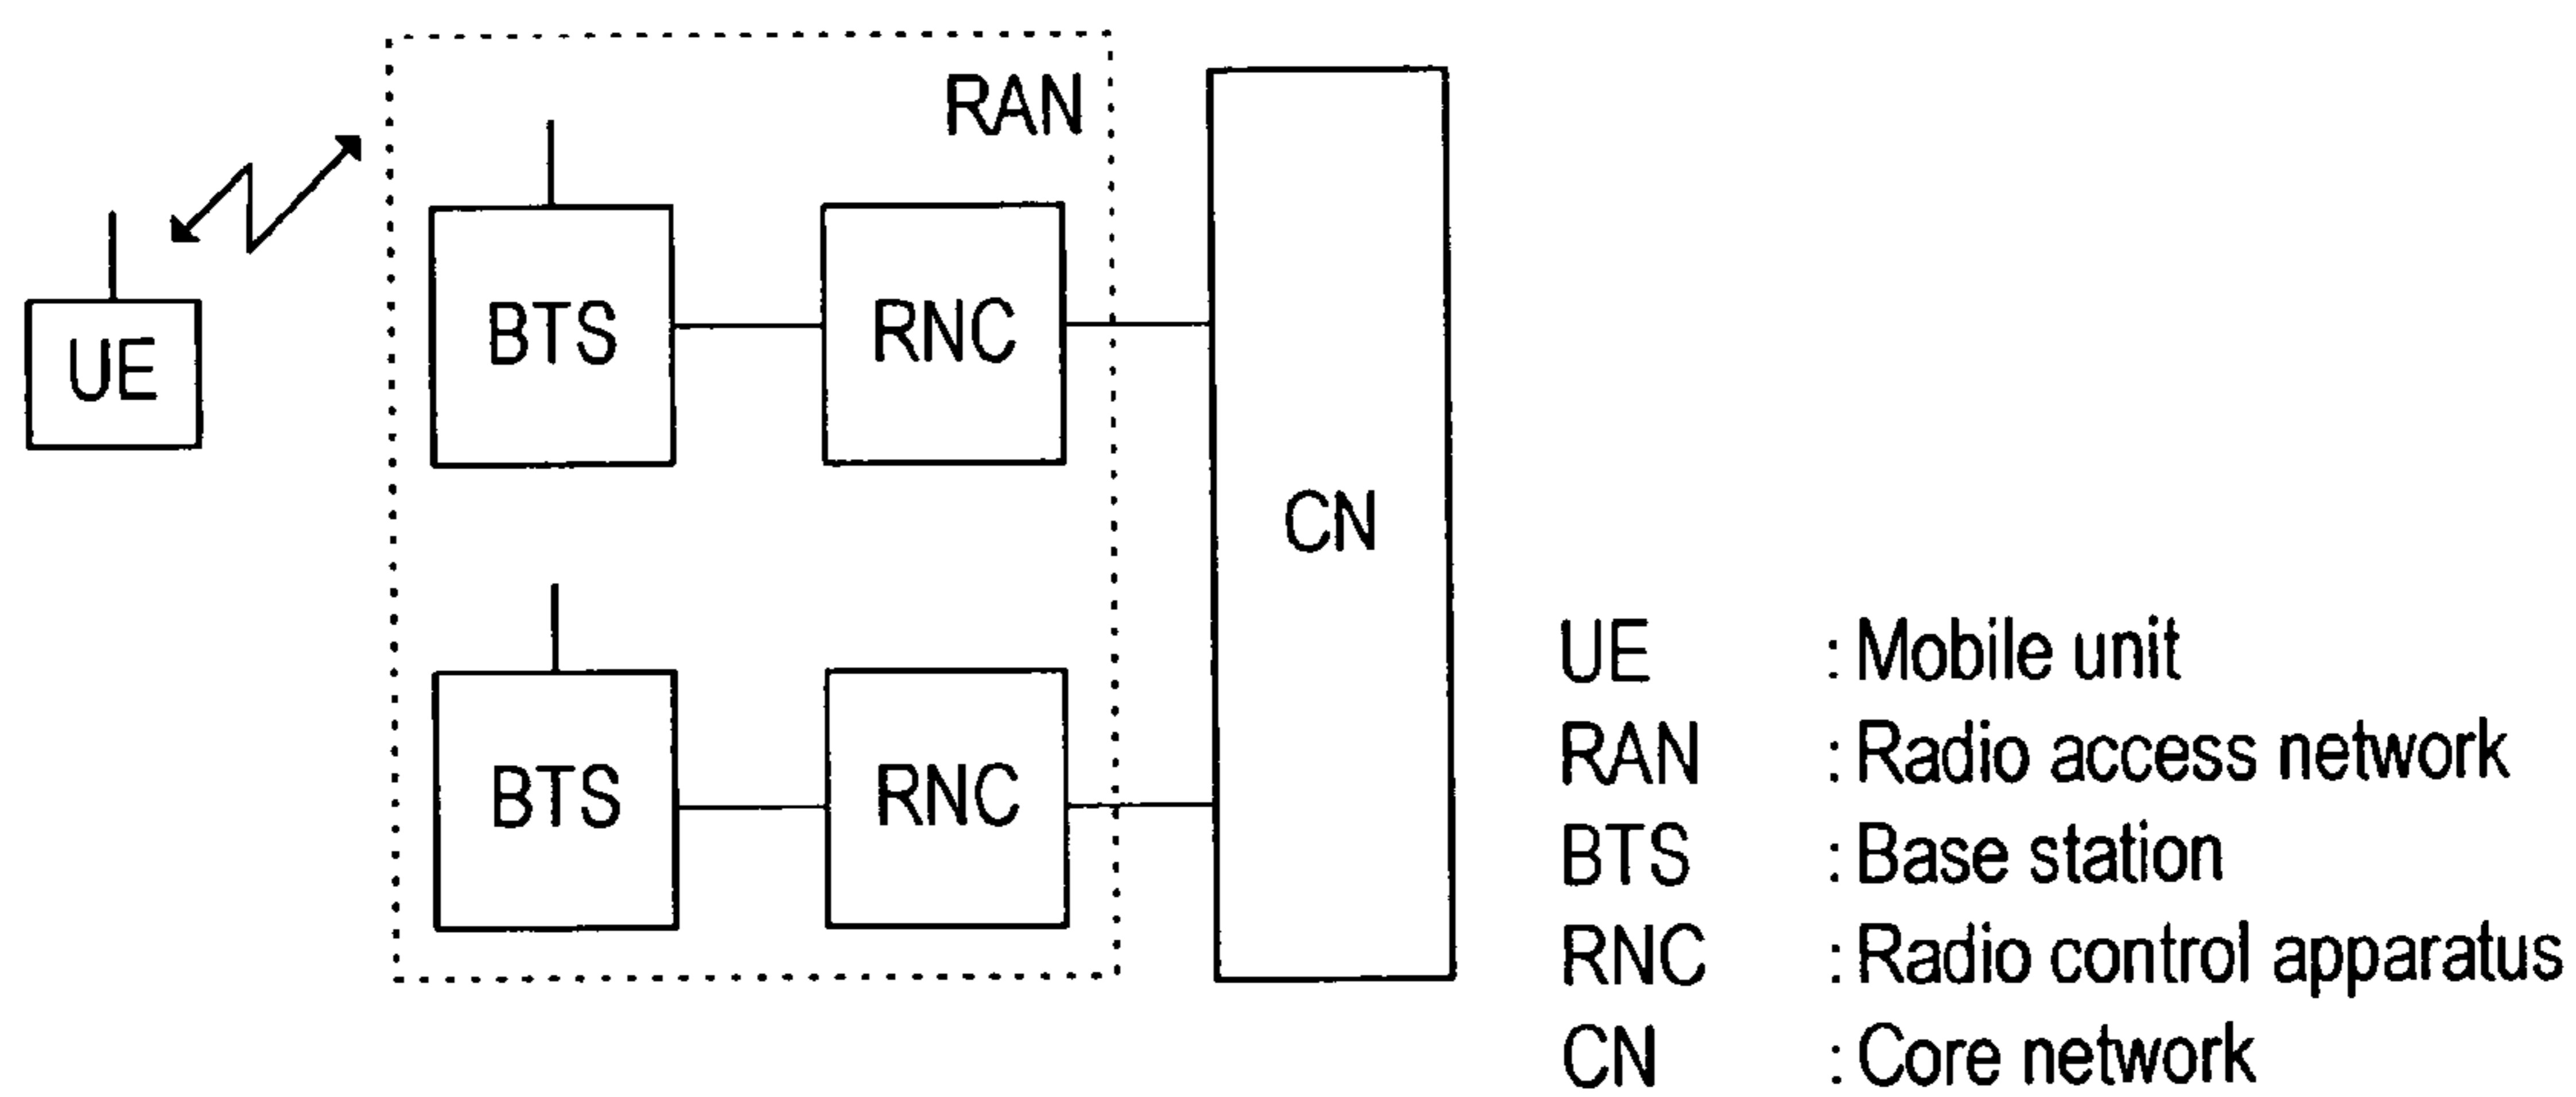 RAN
UE
BTS
RNC
CN
BTS
RNC
UE : Mobile unit
RAN : Radio access network
BTS : Base station
RNC : Radio control apparatus
CN : Core network